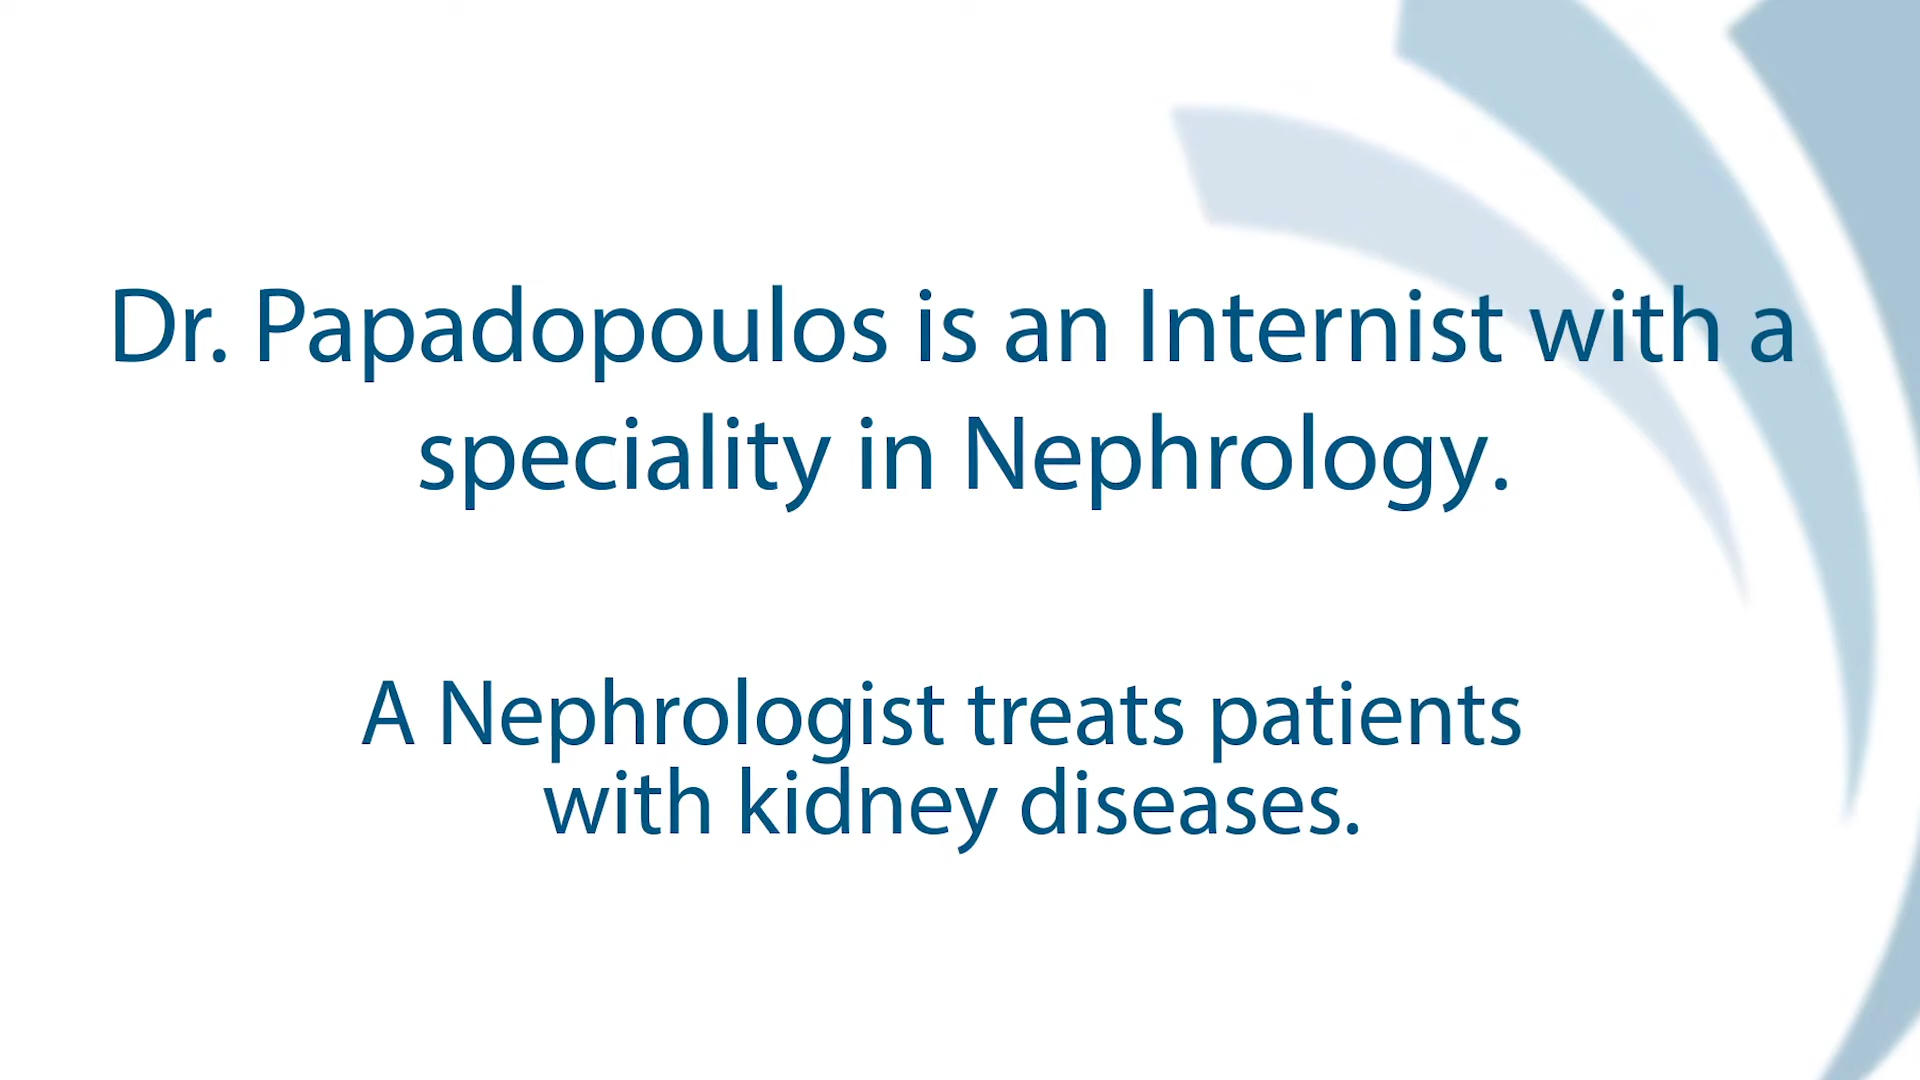 Dr. Papadopoulos is an Internist with a
speciality in Nephrology.
A Nephrologist treats patients
with kidney diseases.